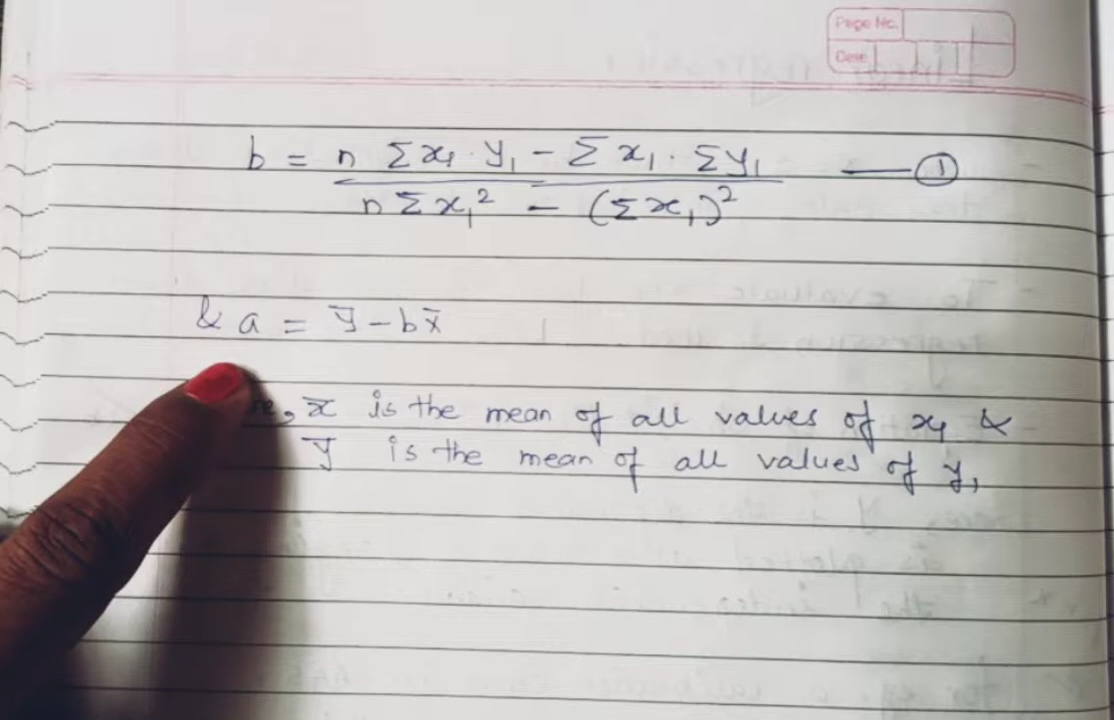 Page No.
Date
b = n Σx₁·y₁ - Σx₁·Σy₁ / n Σx₁² - (Σx₁)² —— ①
& a = ȳ - bx̄
x̄ is the mean of all values of x₁ &
ȳ is the mean of all values of y₁